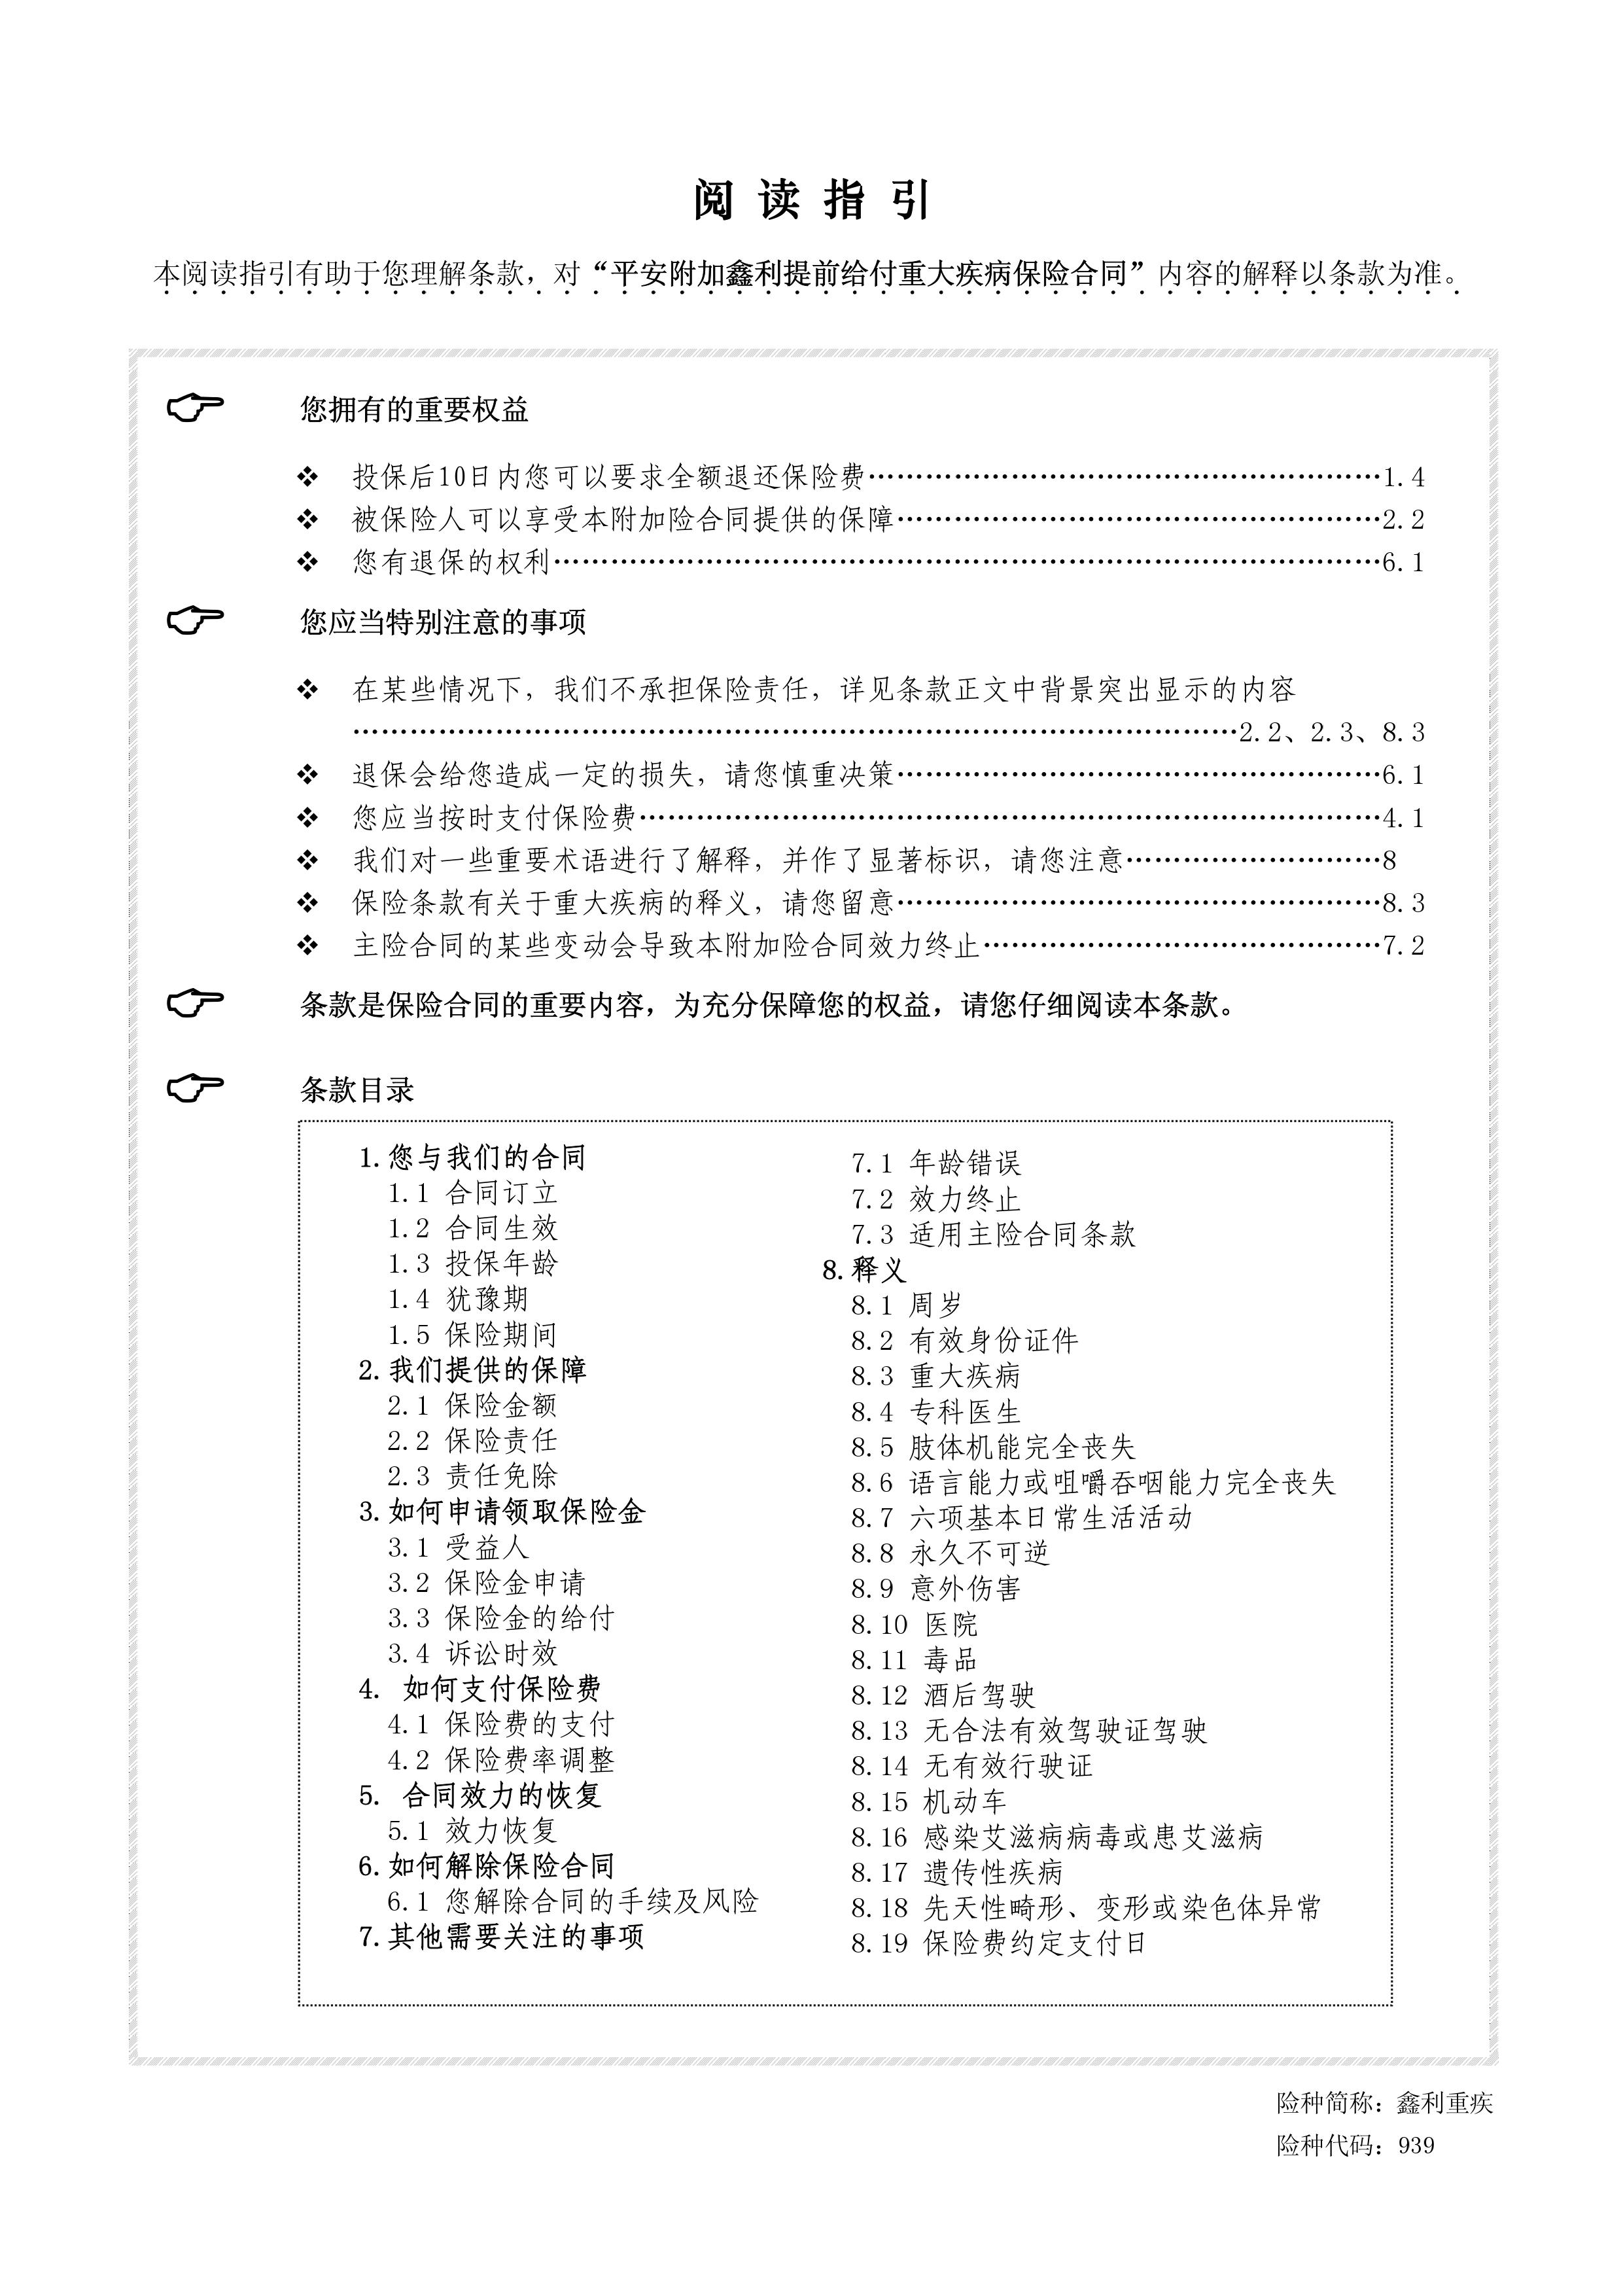 阅 读 指 引
本阅读指引有助于您理解条款，对“平安附加鑫利提前给付重大疾病保险合同”内容的解释以条款为准。
您拥有的重要权益
❖ 投保后10日内您可以要求全额退还保险费……………………………………………………1.4
❖ 被保险人可以享受本附加险合同提供的保障…………………………………………………2.2
❖ 您有退保的权利……………………………………………………………………………………6.1
您应当特别注意的事项
❖ 在某些情况下，我们不承担保险责任，详见条款正文中背景突出显示的内容
……………………………………………………………………………………………2.2、2.3、8.3
❖ 退保会给您造成一定的损失，请您慎重决策…………………………………………………6.1
❖ 您应当按时支付保险费……………………………………………………………………………4.1
❖ 我们对一些重要术语进行了解释，并作了显著标识，请您注意…………………………8
❖ 保险条款有关于重大疾病的释义，请您留意…………………………………………………8.3
❖ 主险合同的某些变动会导致本附加险合同效力终止…………………………………………7.2
条款是保险合同的重要内容，为充分保障您的权益，请您仔细阅读本条款。
条款目录
1.您与我们的合同
1.1 合同订立
1.2 合同生效
1.3 投保年龄
1.4 犹豫期
1.5 保险期间
2.我们提供的保障
2.1 保险金额
2.2 保险责任
2.3 责任免除
3.如何申请领取保险金
3.1 受益人
3.2 保险金申请
3.3 保险金的给付
3.4 诉讼时效
4. 如何支付保险费
4.1 保险费的支付
4.2 保险费率调整
5. 合同效力的恢复
5.1 效力恢复
6.如何解除保险合同
6.1 您解除合同的手续及风险
7.其他需要关注的事项
7.1 年龄错误
7.2 效力终止
7.3 适用主险合同条款
8.释义
8.1 周岁
8.2 有效身份证件
8.3 重大疾病
8.4 专科医生
8.5 肢体机能完全丧失
8.6 语言能力或咀嚼吞咽能力完全丧失
8.7 六项基本日常生活活动
8.8 永久不可逆
8.9 意外伤害
8.10 医院
8.11 毒品
8.12 酒后驾驶
8.13 无合法有效驾驶证驾驶
8.14 无有效行驶证
8.15 机动车
8.16 感染艾滋病病毒或患艾滋病
8.17 遗传性疾病
8.18 先天性畸形、变形或染色体异常
8.19 保险费约定支付日
险种简称：鑫利重疾
险种代码：939